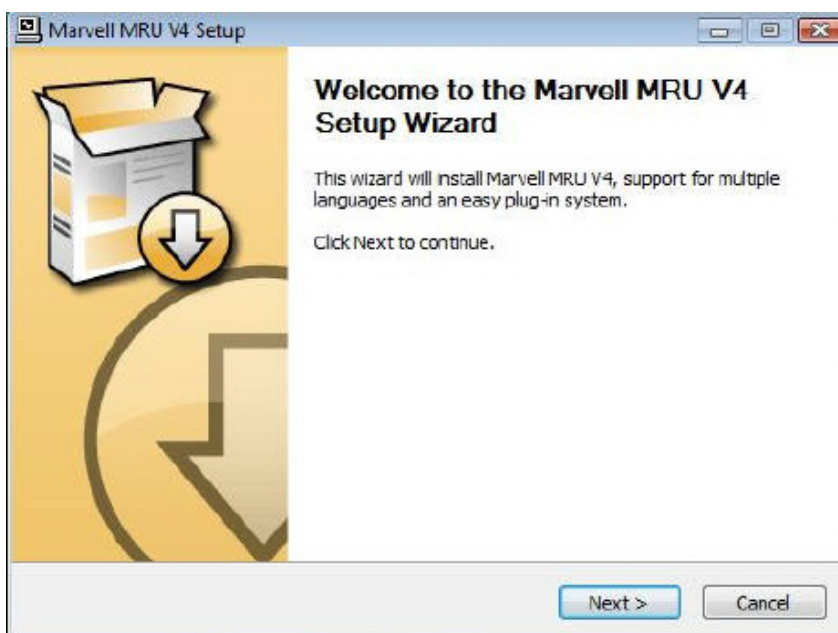 Marvell MRU V4 Setup
Welcome to the Marvell MRU V4
Setup Wizard
This wizard will install Marvell MRU V4, support for multiple
languages and an easy plug-in system.
Click Next to continue.
Next >
Cancel